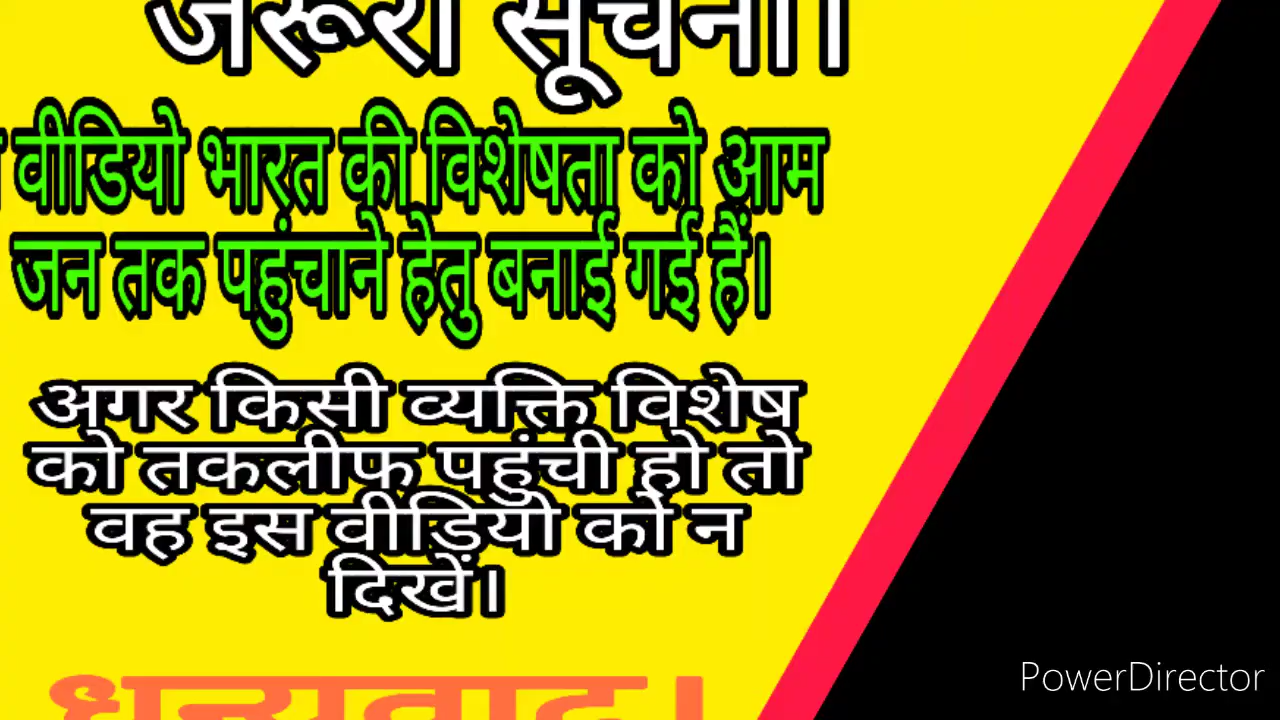 जरूरी सूचना।
वीडियो भारत की विशेषता को आम
जन तक पहुंचाने हेतु बनाई गई हैं।
अगर किसी व्यक्ति विशेष
को तकलीफ पहुंची हो तो
वह इस वीडियो को न
दिखें।
धन्यवाद।
PowerDirector